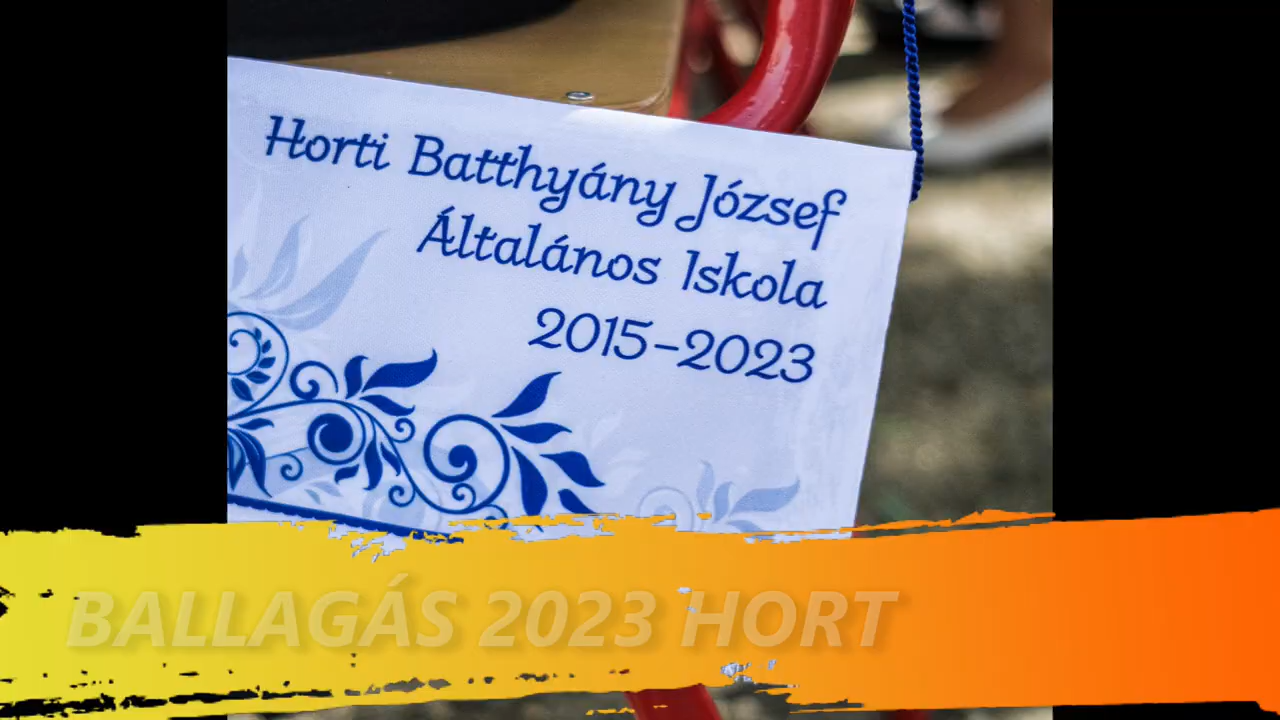 Horti Batthyány József
Általános Iskola
2015-2023
BALLAGÁS 2023 HORT